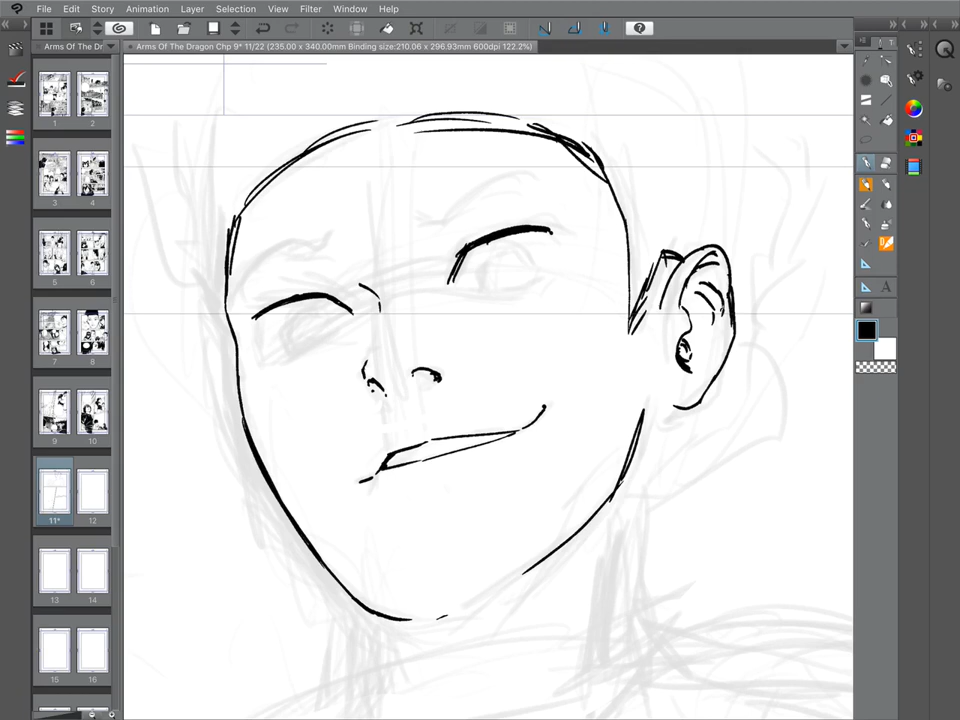 File Edit Story Animation Layer Selection View Filter Window Help
Arms Of The Dr
Arms Of The Dragon Chp 9* 11/22 (235.00 x 340.00mm Binding size:210.06 x 296.93mm 600dpi 122.2%)
1 2
3 4
5 6
7 8
9 10
11* 12
13 14
15 16
T
?
A